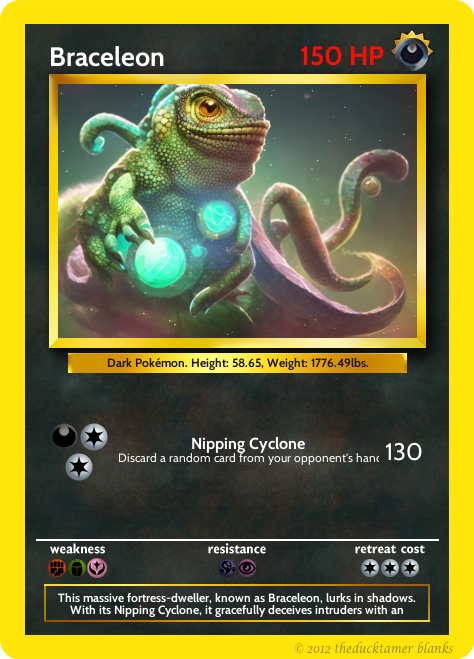 Braceleon
150 HP
Dark Pokémon. Height: 58.65, Weight: 1776.49lbs.
Nipping Cyclone
Discard a random card from your opponent's hand
130
weakness
resistance
retreat cost
This massive fortress-dweller, known as Braceleon, lurks in shadows.
With its Nipping Cyclone, it gracefully deceives intruders with an
© 2012 theducktamer blanks